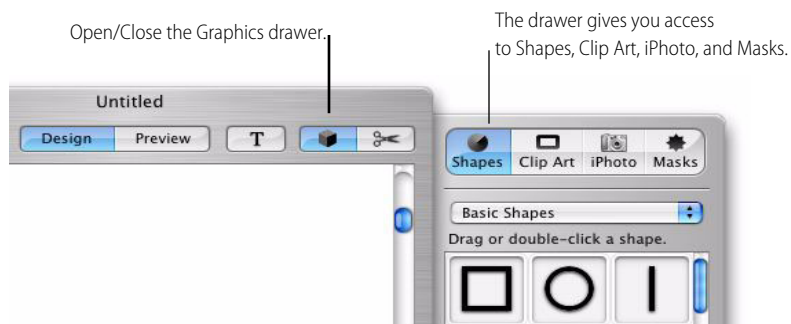 Open/Close the Graphics drawer.
The drawer gives you access
to Shapes, Clip Art, iPhoto, and Masks.
Untitled
Design Preview T
Shapes Clip Art iPhoto Masks
Basic Shapes
Drag or double-click a shape.